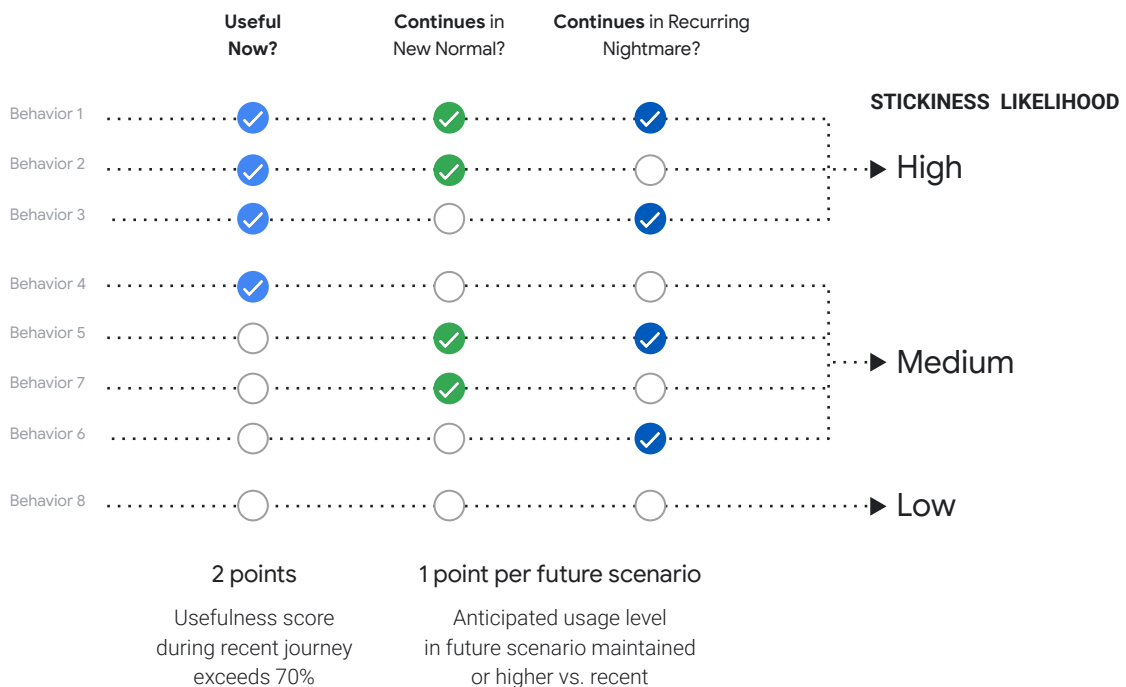 Useful
Now?
Continues in
New Normal?
Continues in Recurring
Nightmare?
STICKINESS LIKELIHOOD
Behavior 1
Behavior 2
High
Behavior 3
Behavior 4
Behavior 5
Medium
Behavior 7
Behavior 6
Behavior 8
Low
2 points
Usefulness score
during recent journey
exceeds 70%
1 point per future scenario
Anticipated usage level
in future scenario maintained
or higher vs. recent